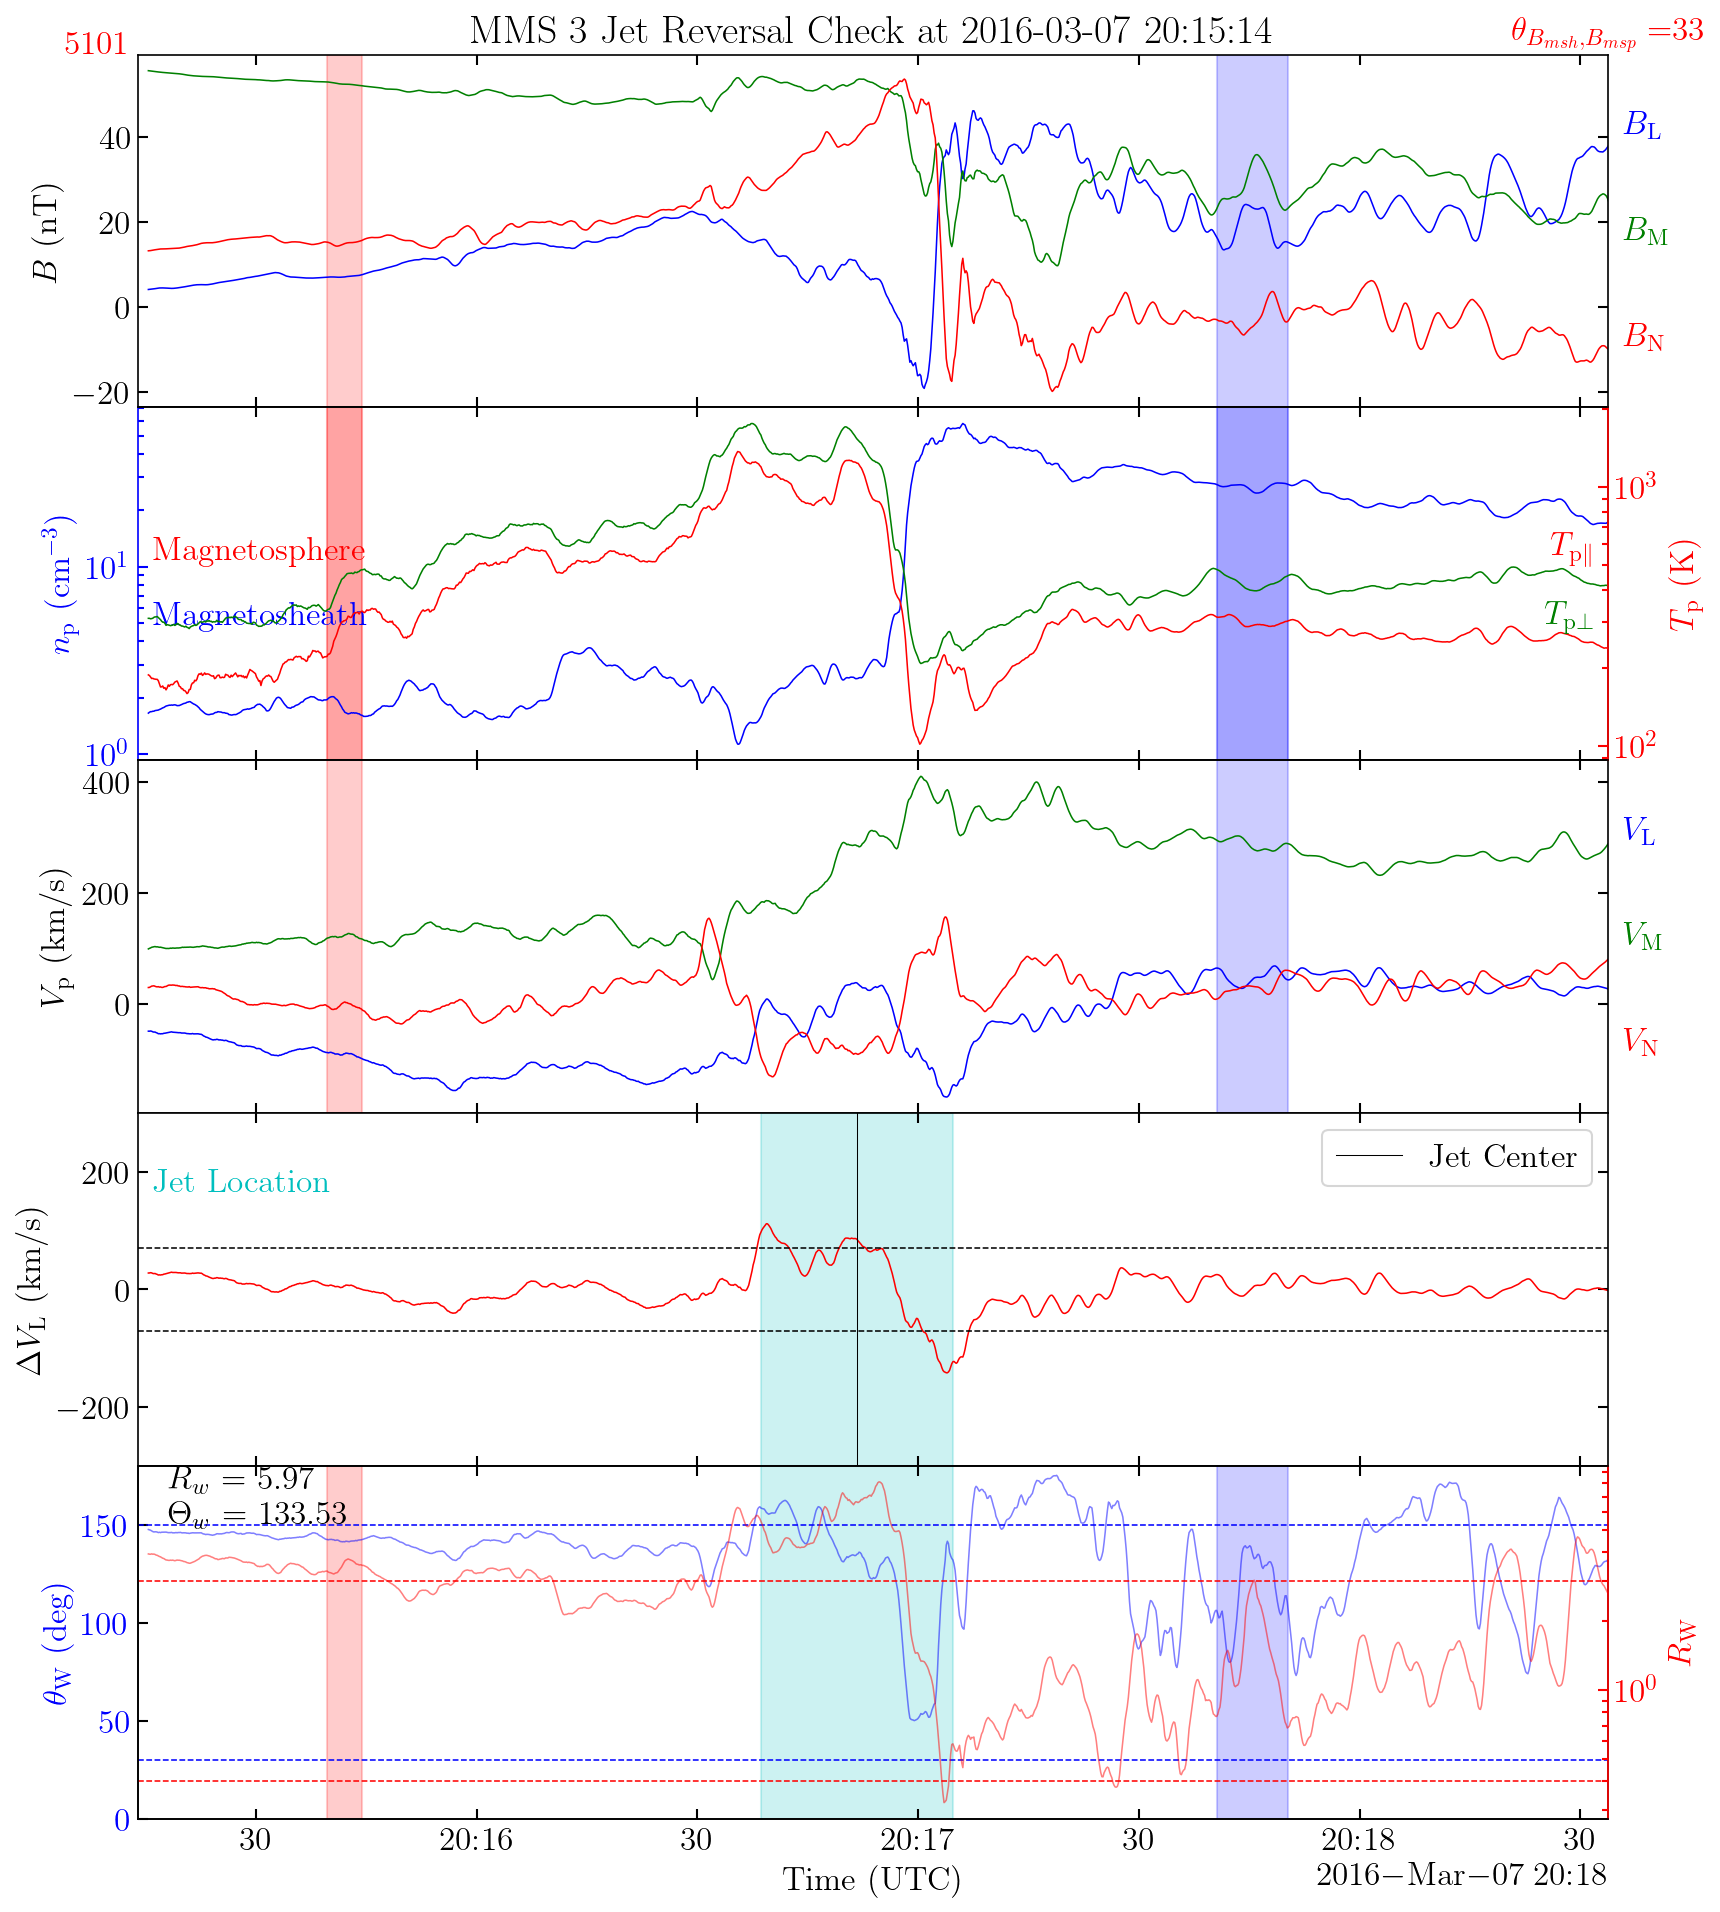 MMS 3 Jet Reversal Check at 2016-03-07 20:15:14
5101
θ_{B_{msh},B_{msp}} =33
B (nT)
40
20
0
−20
B_L
B_M
B_N
n_p (cm^{−3})
10^1
10^0
Magnetosphere
Magnetosheath
T_{p∥}
T_{p⊥}
10^3
10^2
T_p (K)
V_p (km/s)
400
200
0
V_L
V_M
V_N
ΔV_L (km/s)
200
0
−200
Jet Location
Jet Center
R_w = 5.97
Θ_w = 133.53
θ_W (deg)
150
100
50
0
10^0
R_W
30 20:16 30 20:17 30 20:18 30
Time (UTC)
2016−Mar−07 20:18